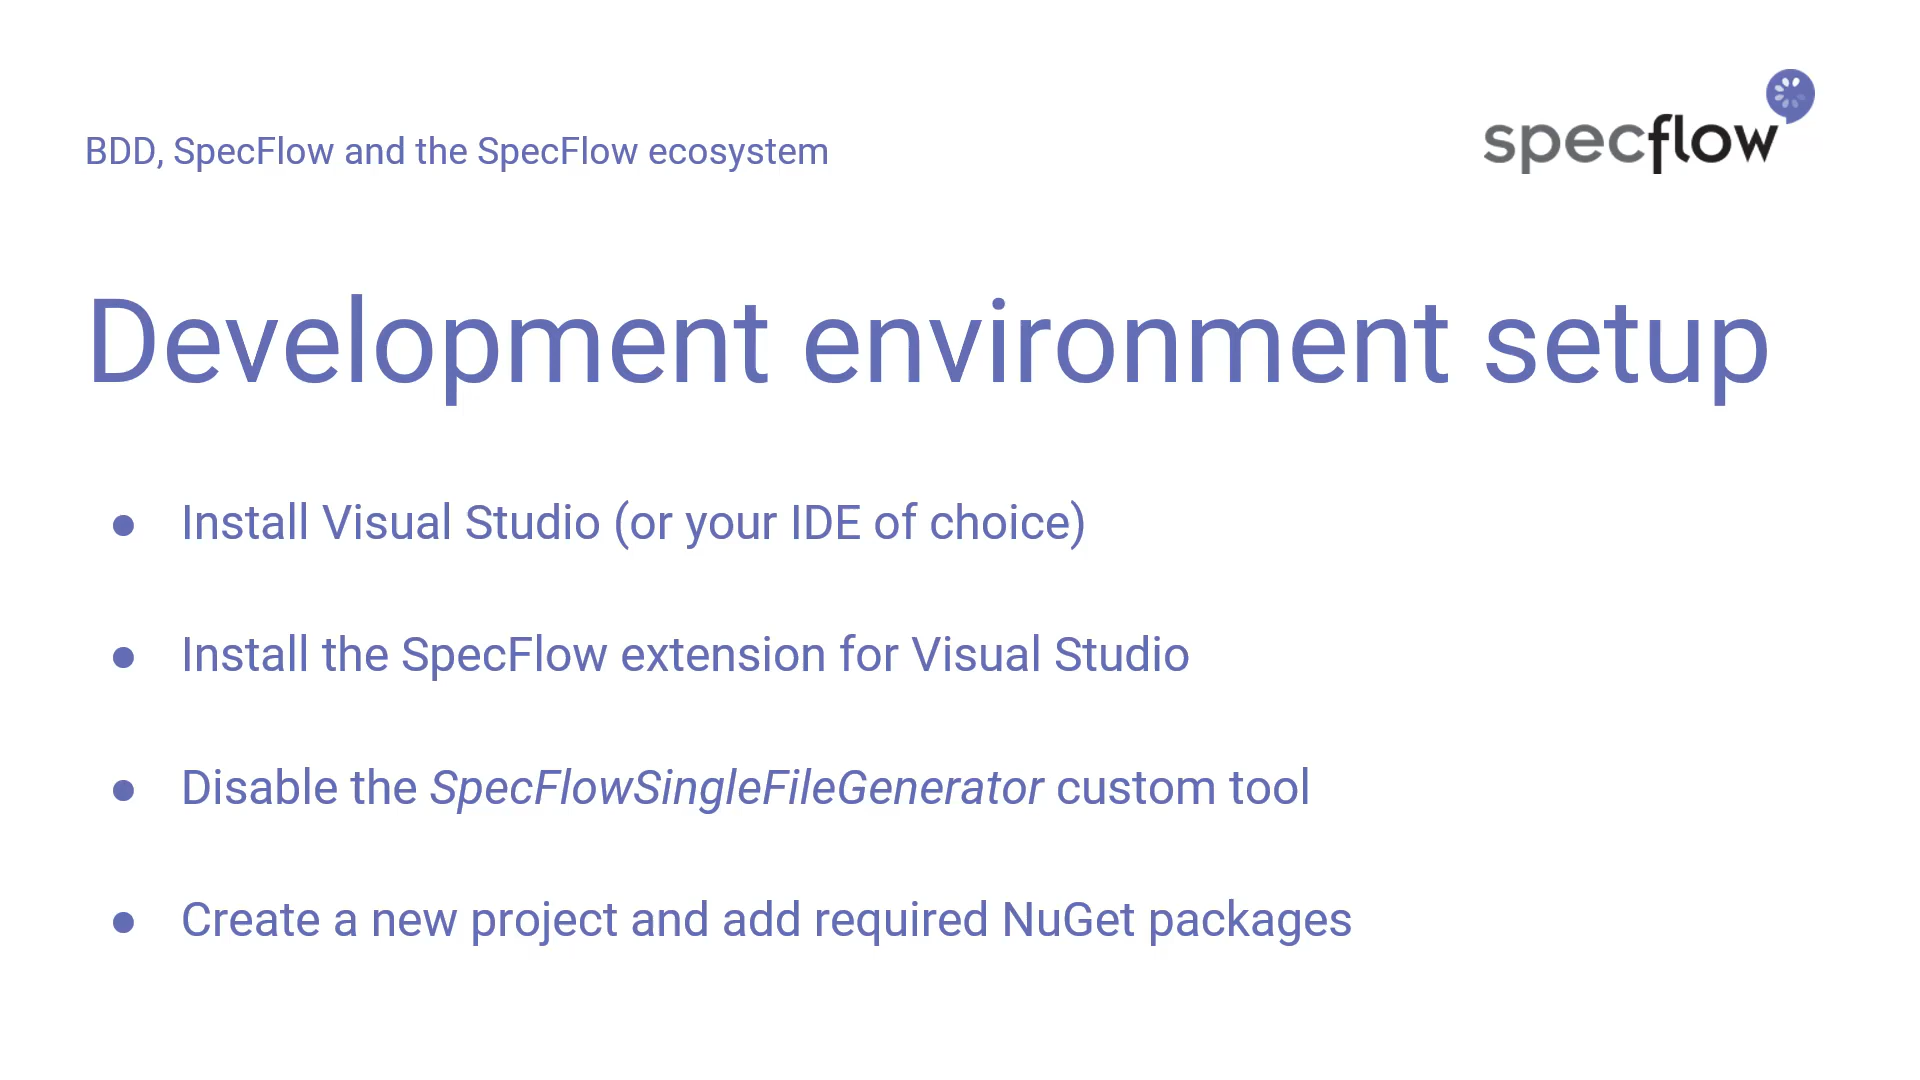 BDD, SpecFlow and the SpecFlow ecosystem
specflow
Development environment setup
● Install Visual Studio (or your IDE of choice)
● Install the SpecFlow extension for Visual Studio
● Disable the SpecFlowSingleFileGenerator custom tool
● Create a new project and add required NuGet packages